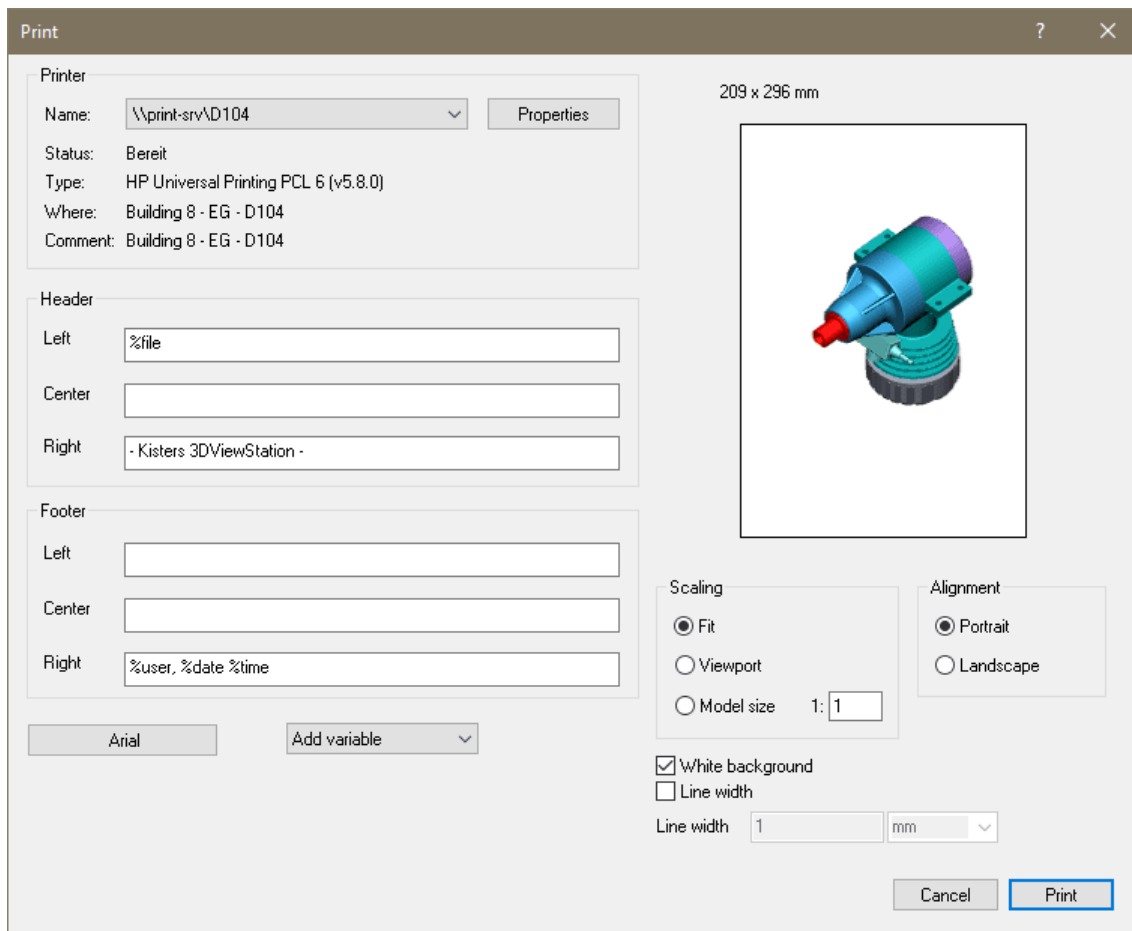 Print
?
Printer
Name: \\print-srv\D104 Properties
Status: Bereit
Type: HP Universal Printing PCL 6 (v5.8.0)
Where: Building 8 - EG - D104
Comment: Building 8 - EG - D104
Header
Left %file
Center
Right - Kisters 3DViewStation -
Footer
Left
Center
Right %user, %date %time
Arial Add variable
209 x 296 mm
Scaling
Fit
Viewport
Model size 1: 1
Alignment
Portrait
Landscape
White background
Line width
Line width 1 mm
Cancel Print